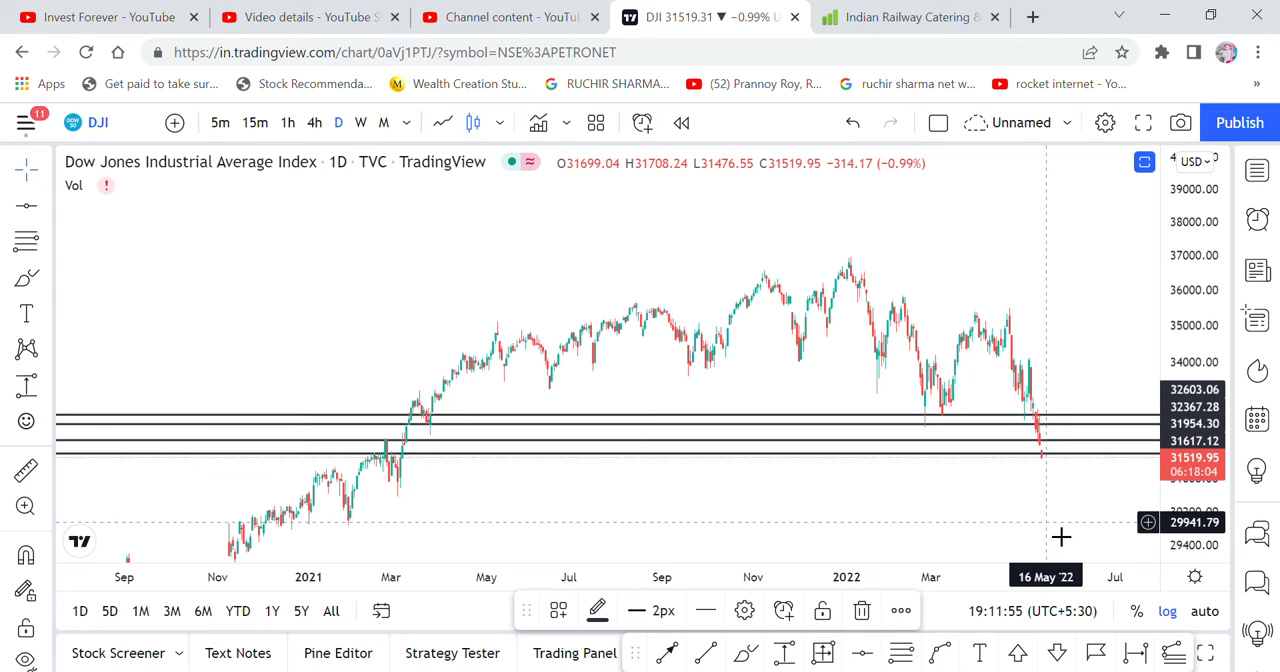 Invest Forever - YouTube
Video details - YouTube S
Channel content - YouTu
DJI 31519.31 ▼ −0.99% U
Indian Railway Catering &
https://in.tradingview.com/chart/0aVj1PTJ/?symbol=NSE%3APETRONET
Apps
Get paid to take sur...
Stock Recommenda...
Wealth Creation Stu...
RUCHIR SHARMA...
(52) Prannoy Roy, R...
ruchir sharma net w...
rocket internet - Yo...
»
11
DJI
5m 15m 1h 4h D W M
Unnamed
Publish
Dow Jones Industrial Average Index · 1D · TVC · TradingView
O31699.04 H31708.24 L31476.55 C31519.95 −314.17 (−0.99%)
Vol
USD
39000.00
38000.00
37000.00
36000.00
35000.00
34000.00
32603.06
32367.28
31954.30
31617.12
31519.95
06:18:04
29941.79
29400.00
Sep Nov 2021 Mar May Jul Sep Nov 2022 Mar 16 May '22 Jul
1D 5D 1M 3M 6M YTD 1Y 5Y All
2px
19:11:55 (UTC+5:30)
% log auto
Stock Screener
Text Notes
Pine Editor
Strategy Tester
Trading Panel